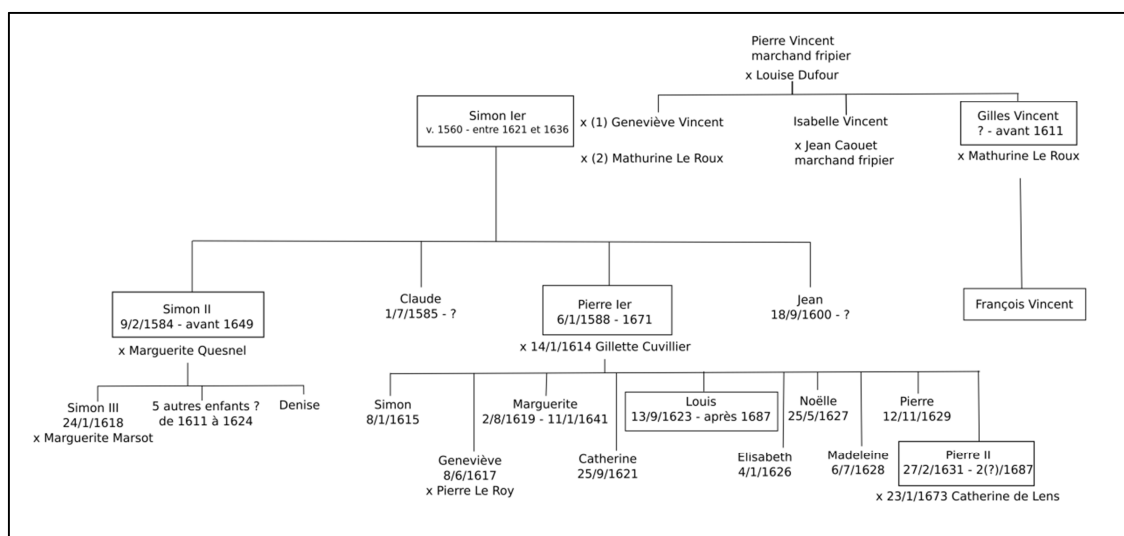 Pierre Vincent
marchand fripier
x Louise Dufour
Simon Ier
v. 1560 - entre 1621 et 1636
x (1) Geneviève Vincent
x (2) Mathurine Le Roux
Isabelle Vincent
x Jean Caouet
marchand fripier
Gilles Vincent
? - avant 1611
x Mathurine Le Roux
Simon II
9/2/1584 - avant 1649
x Marguerite Quesnel
Claude
1/7/1585 - ?
Pierre Ier
6/1/1588 - 1671
x 14/1/1614 Gillette Cuvillier
Jean
18/9/1600 - ?
François Vincent
Simon III
24/1/1618
x Marguerite Marsot
5 autres enfants ?
de 1611 à 1624
Denise
Simon
8/1/1615
Geneviève
8/6/1617
x Pierre Le Roy
Marguerite
2/8/1619 - 11/1/1641
Catherine
25/9/1621
Louis
13/9/1623 - après 1687
Elisabeth
4/1/1626
Noëlle
25/5/1627
Madeleine
6/7/1628
Pierre
12/11/1629
Pierre II
27/2/1631 - 2(?)/1687
x 23/1/1673 Catherine de Lens